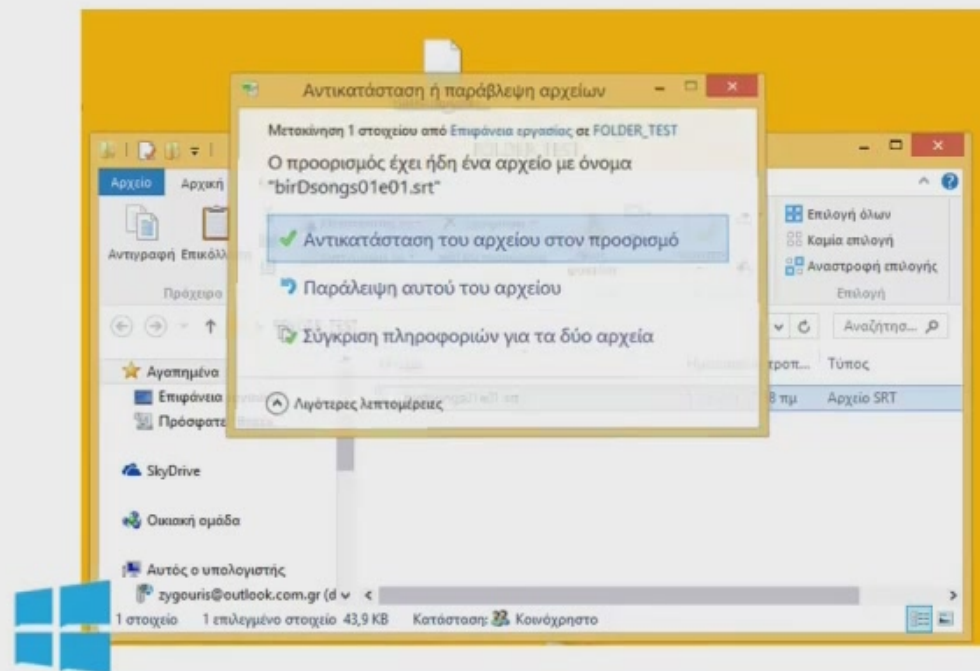 Αντικατάσταση ή παράβλεψη αρχείων
Μετακίνηση 1 στοιχείου από Επιφάνεια εργασίας σε FOLDER_TEST
Ο προορισμός έχει ήδη ένα αρχείο με όνομα
"birDsongs01e01.srt"
Αντικατάσταση του αρχείου στον προορισμό
Παράλειψη αυτού του αρχείου
Σύγκριση πληροφοριών για τα δύο αρχεία
Λιγότερες λεπτομέρειες
FOLDER_TEST
Αρχείο Αρχική
Αντιγραφή
Πρόχειρο
Επιλογή όλων
Καμία επιλογή
Αναστροφή επιλογής
Επιλογή
Αναζήτησ...
Τύπος
πμ Αρχείο SRT
Αγαπημένα
Επιφάνεια
SkyDrive
Οικιακή ομάδα
Αυτός ο υπολογιστής
zygouris@outlook.com.gr (d
1 στοιχείο 1 επιλεγμένο στοιχείο 43,9 KB Κατάσταση: Κοινόχρηστο